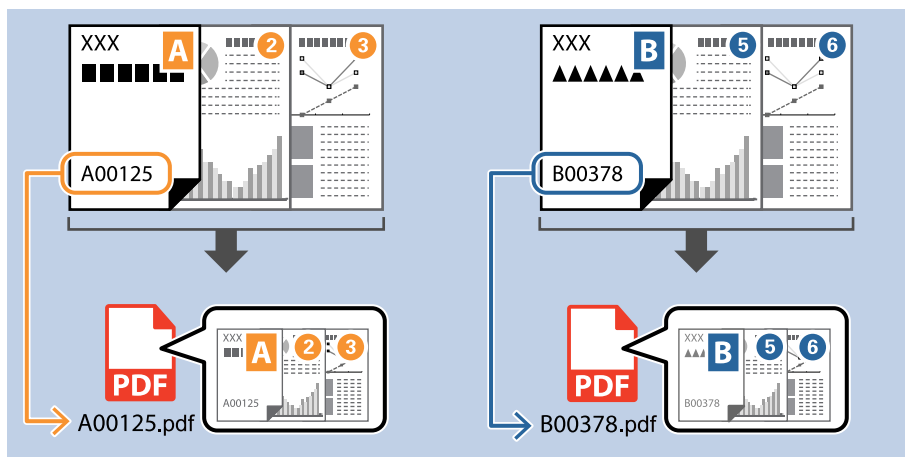 XXX A 2 3
A00125
XXX B 5 6
B00378
PDF
XXX A 2 3
A00125
A00125.pdf
PDF
XXX B 5 6
B00378
B00378.pdf